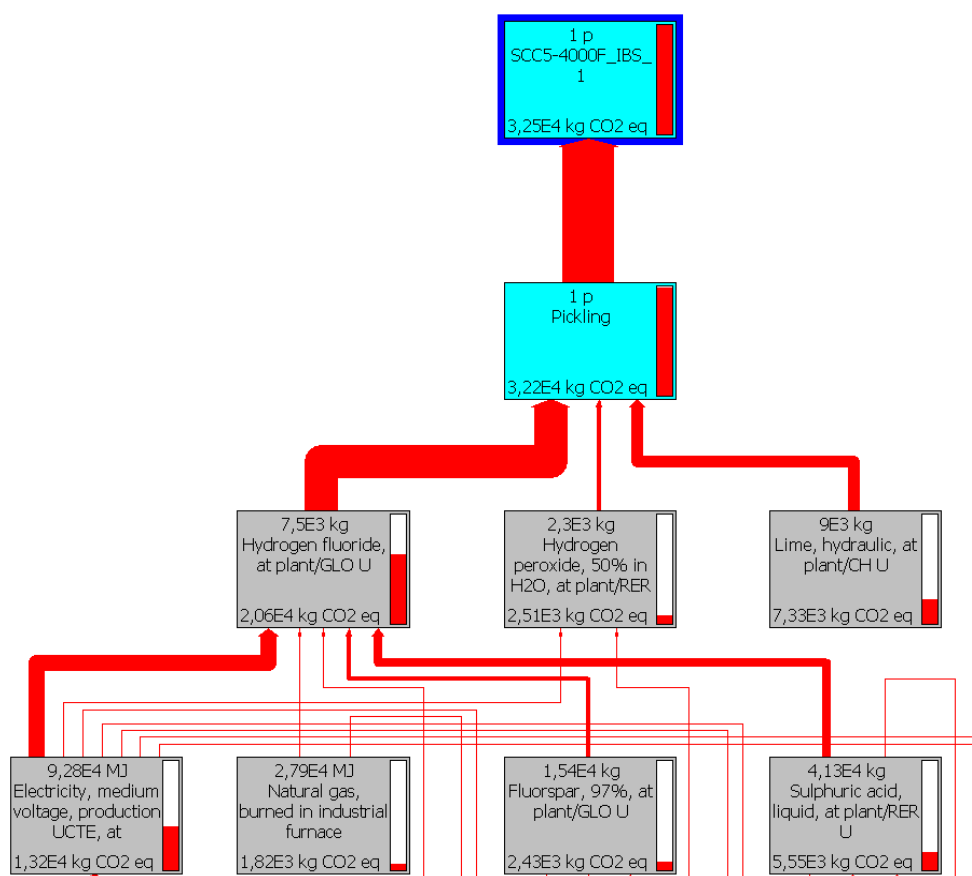 1 p
SCC5-4000F_IBS_
1
3,25E4 kg CO2 eq
1 p
Pickling
3,22E4 kg CO2 eq
7,5E3 kg
Hydrogen fluoride,
at plant/GLO U
2,06E4 kg CO2 eq
2,3E3 kg
Hydrogen
peroxide, 50% in
H2O, at plant/RER
2,51E3 kg CO2 eq
9E3 kg
Lime, hydraulic, at
plant/CH U
7,33E3 kg CO2 eq
9,28E4 MJ
Electricity, medium
voltage, production
UCTE, at
1,32E4 kg CO2 eq
2,79E4 MJ
Natural gas,
burned in industrial
furnace
1,82E3 kg CO2 eq
1,54E4 kg
Fluorspar, 97%, at
plant/GLO U
2,43E3 kg CO2 eq
4,13E4 kg
Sulphuric acid,
liquid, at plant/RER
U
5,55E3 kg CO2 eq